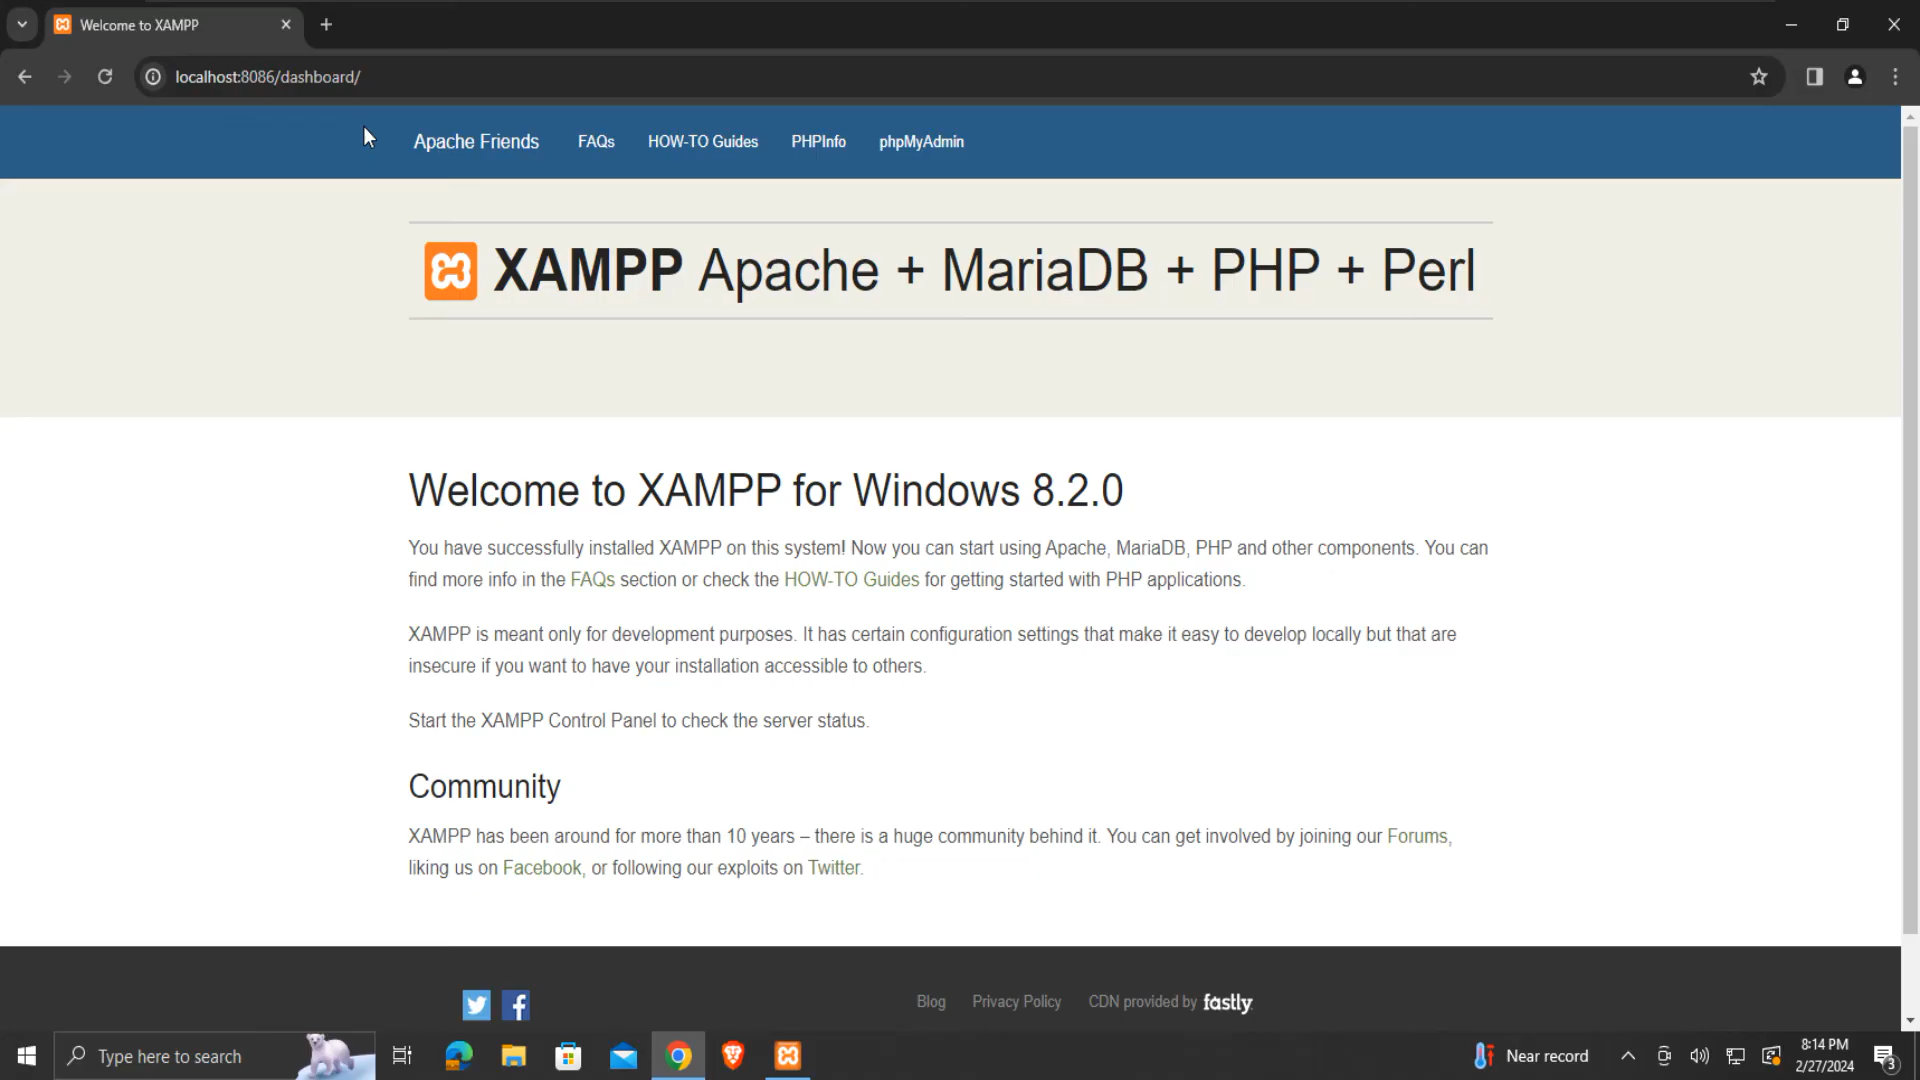 Welcome to XAMPP
localhost:8086/dashboard/
Apache Friends FAQs HOW-TO Guides PHPInfo phpMyAdmin
XAMPP Apache + MariaDB + PHP + Perl
Welcome to XAMPP for Windows 8.2.0
You have successfully installed XAMPP on this system! Now you can start using Apache, MariaDB, PHP and other components. You can
find more info in the FAQs section or check the HOW-TO Guides for getting started with PHP applications.
XAMPP is meant only for development purposes. It has certain configuration settings that make it easy to develop locally but that are
insecure if you want to have your installation accessible to others.
Start the XAMPP Control Panel to check the server status.
Community
XAMPP has been around for more than 10 years – there is a huge community behind it. You can get involved by joining our Forums,
liking us on Facebook, or following our exploits on Twitter.
Blog Privacy Policy CDN provided by fastly
Type here to search
Near record
8:14 PM
2/27/2024
3